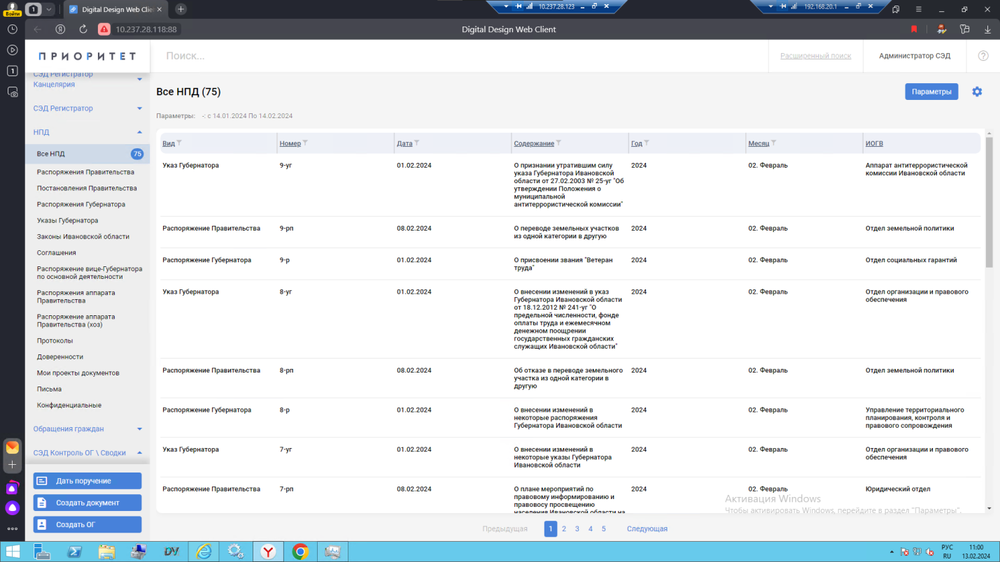 Войти
1
Digital Design Web Clie
10.237.28.123
192.168.20.1
10.237.28.118:88
Digital Design Web Client
1
ПРИОРИТЕТ
Поиск...
Расширенный поиск
Администратор СЭД
СЭД Регистратор
Канцелярия
СЭД Регистратор
НПД
Все НПД
75
Распоряжения Правительства
Постановления Правительства
Распоряжения Губернатора
Указы Губернатора
Законы Ивановской области
Соглашения
Распоряжение вице-Губернатора
по основной деятельности
Распоряжения аппарата
Правительства
Распоряжение аппарата
Правительства (хоз)
Протоколы
Доверенности
Мои проекты документов
Письма
Конфиденциальные
Обращения граждан
СЭД Контроль ОГ \ Сводки
Дать поручение
Создать документ
Создать ОГ
Все НПД (75)
Параметры
Параметры: -: с 14.01.2024 По 14.02.2024
Вид Номер Дата Содержание Год Месяц ИОГВ
Указ Губернатора 9-уг 01.02.2024 О признании утратившим силу 2024 02. Февраль Аппарат антитеррористической
указа Губернатора Ивановской комиссии Ивановской области
области от 27.02.2003 № 25-уг "Об
утверждении Положения о
муниципальной
антитеррористической комиссии"
Распоряжение Правительства 9-рп 08.02.2024 О переводе земельных участков 2024 02. Февраль Отдел земельной политики
из одной категории в другую
Распоряжение Губернатора 9-р 01.02.2024 О присвоении звания "Ветеран 2024 02. Февраль Отдел социальных гарантий
труда"
Указ Губернатора 8-уг 01.02.2024 О внесении изменений в указ 2024 02. Февраль Отдел организации и правового
Губернатора Ивановской области обеспечения
от 18.12.2012 № 241-уг "О
предельной численности, фонде
оплаты труда и ежемесячном
денежном поощрении
государственных гражданских
служащих Ивановской области"
Распоряжение Правительства 8-рп 08.02.2024 Об отказе в переводе земельного 2024 02. Февраль Отдел земельной политики
участка из одной категории в
другую
Распоряжение Губернатора 8-р 01.02.2024 О внесении изменений в 2024 02. Февраль Управление территориального
некоторые распоряжения планирования, контроля и
Губернатора Ивановской области правового сопровождения
Указ Губернатора 7-уг 01.02.2024 О внесении изменений в 2024 02. Февраль Отдел организации и правового
некоторые указы Губернатора обеспечения
Ивановской области
Распоряжение Правительства 7-рп 08.02.2024 О плане мероприятий по 2024 02. Февраль Юридический отдел
правовому информированию и
правовосу просвещению
населения Ивановской области на
Активация Windows
Чтобы активировать Windows, перейдите в раздел "Параметры".
Предыдущая 1 2 3 4 5 Следующая
DV
РУС
RU
11:00
13.02.2024